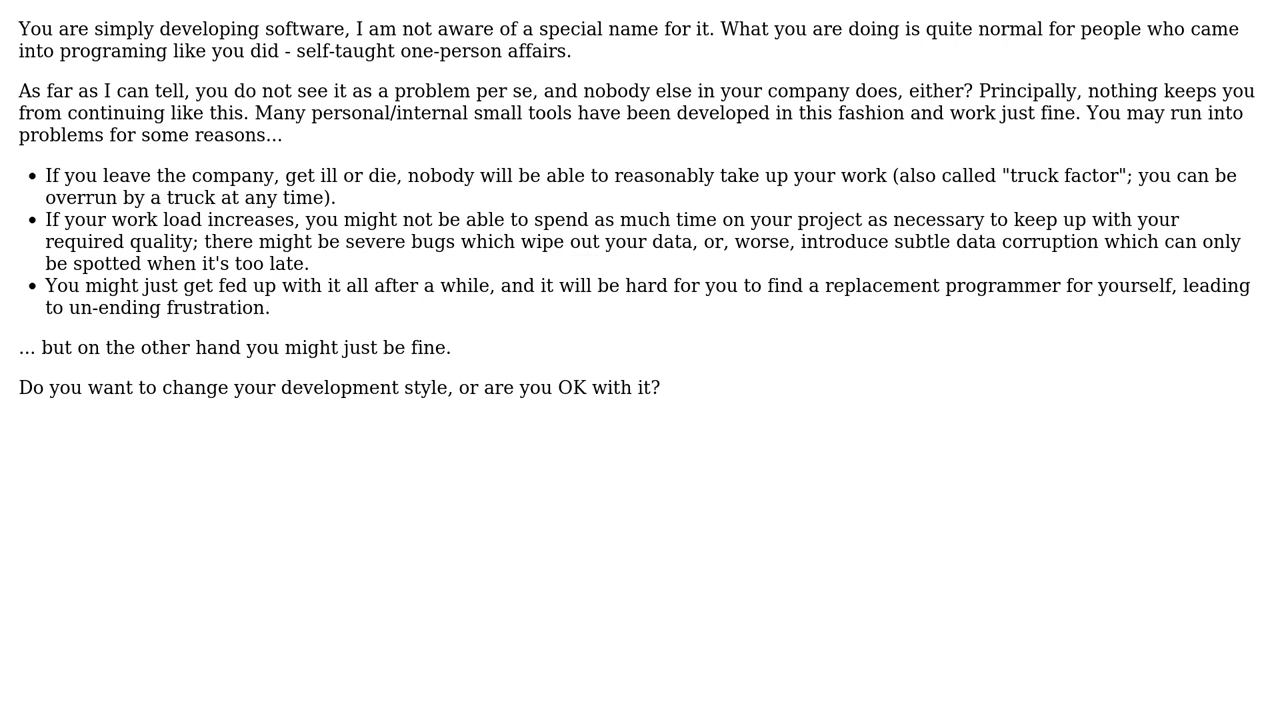 You are simply developing software, I am not aware of a special name for it. What you are doing is quite normal for people who came
into programing like you did - self-taught one-person affairs.
As far as I can tell, you do not see it as a problem per se, and nobody else in your company does, either? Principally, nothing keeps you
from continuing like this. Many personal/internal small tools have been developed in this fashion and work just fine. You may run into
problems for some reasons...
• If you leave the company, get ill or die, nobody will be able to reasonably take up your work (also called "truck factor"; you can be
overrun by a truck at any time).
• If your work load increases, you might not be able to spend as much time on your project as necessary to keep up with your
required quality; there might be severe bugs which wipe out your data, or, worse, introduce subtle data corruption which can only
be spotted when it's too late.
• You might just get fed up with it all after a while, and it will be hard for you to find a replacement programmer for yourself, leading
to un-ending frustration.
... but on the other hand you might just be fine.
Do you want to change your development style, or are you OK with it?